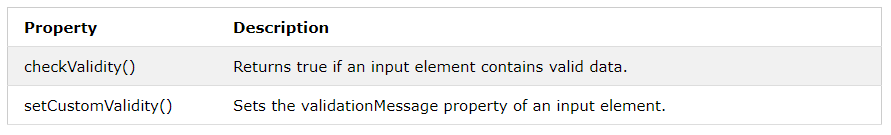 Property Description
checkValidity() Returns true if an input element contains valid data.
setCustomValidity() Sets the validationMessage property of an input element.